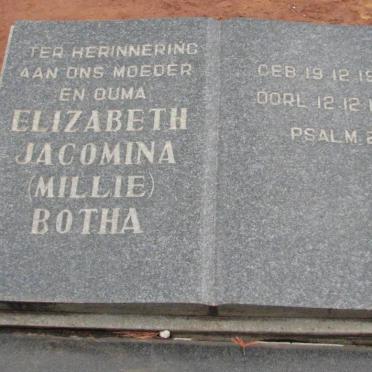 TER HERINNERING
AAN ONS MOEDER
EN OUMA
ELIZABETH
JACOMINA
(MILLIE)
BOTHA
GEB 19.12.19
OORL 12.12.1
PSALM 2